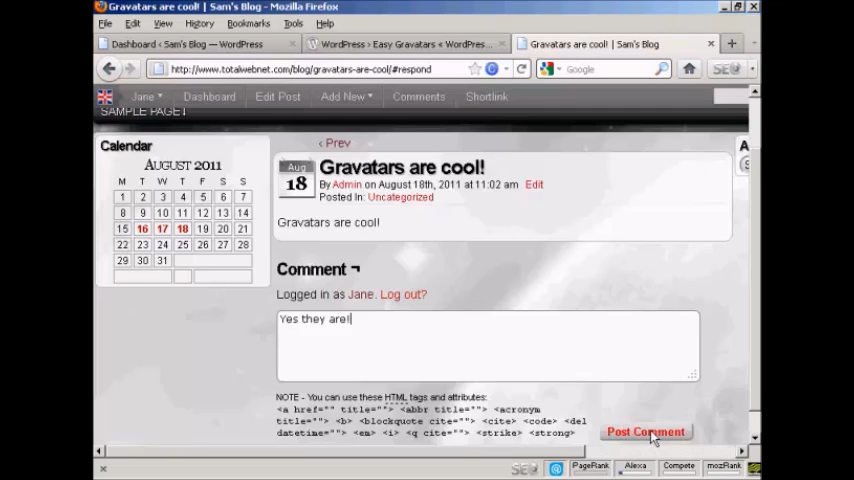 Gravatars are cool! | Sam's Blog - Mozilla Firefox
File Edit View History Bookmarks Tools Help
Dashboard ‹ Sam's Blog — WordPress × WordPress › Easy Gravatars « WordPres... × Gravatars are cool! | Sam's Blog × +
http://www.totalwebnet.com/blog/gravatars-are-cool/#respond Google SE
Jane Dashboard Edit Post Add New Comments Shortlink
SAMPLE PAGE
Calendar
AUGUST 2011
M T W T F S S
1 2 3 4 5 6 7
8 9 10 11 12 13 14
15 16 17 18 19 20 21
22 23 24 25 26 27 28
29 30 31
‹ Prev
Aug
18
Gravatars are cool!
By Admin on August 18th, 2011 at 11:02 am Edit
Posted In: Uncategorized
Gravatars are cool!
A
Comment ¬
Logged in as Jane. Log out?
Yes they are!
NOTE - You can use these HTML tags and attributes:
<a href="" title=""> <abbr title=""> <acronym
title=""> <b> <blockquote cite=""> <cite> <code> <del
datetime=""> <em> <i> <q cite=""> <strike> <strong>
Post Comment
× SE PageRank Alexa Compete mozRank